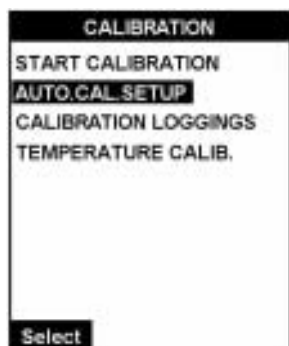 CALIBRATION
START CALIBRATION
AUTO.CAL.SETUP
CALIBRATION LOGGINGS
TEMPERATURE CALIB.
Select